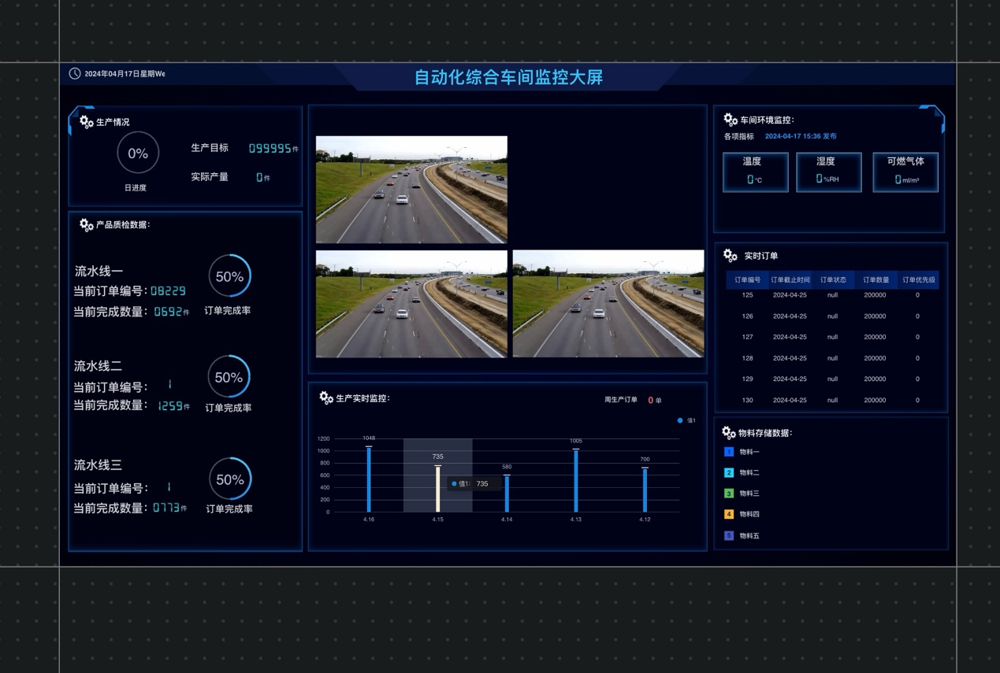 2024年04月17日星期We
自动化综合车间监控大屏
生产情况
0%
日进度
生产目标 099995件
实际产量 0件
产品质检数据:
流水线一
当前订单编号: 08229
当前完成数量: 0692件
50%
订单完成率
流水线二
当前订单编号: 1
当前完成数量: 1259件
50%
订单完成率
流水线三
当前订单编号: 1
当前完成数量: 0773件
50%
订单完成率
生产实时监控:
周生产订单 0 单
值1
1200
1000
800
600
400
200
0
1048
735
580
1005
700
值1: 735
4.16 4.15 4.14 4.13 4.12
车间环境监控:
各项指标 2024-04-17 15:36 发布
温度
0 °C
湿度
0 %RH
可燃气体
0 ml/m³
实时订单
订单编号 订单截止时间 订单状态 订单数量 订单优先级
125 2024-04-25 null 200000 0
126 2024-04-25 null 200000 0
127 2024-04-25 null 200000 0
128 2024-04-25 null 200000 0
129 2024-04-25 null 200000 0
130 2024-04-25 null 200000 0
物料存储数据:
1 物料一
2 物料二
3 物料三
4 物料四
5 物料五